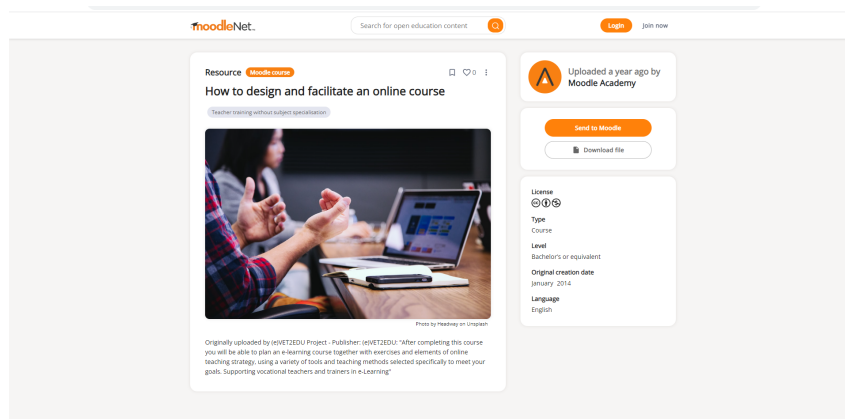 moodleNet
Search for open education content
Login
Join now
Resource
Moodle course
0
How to design and facilitate an online course
Teacher training without subject specialisation
Photo by Headway on Unsplash
Originally uploaded by (e)VET2EDU Project - Publisher: (e)VET2EDU: "After completing this course
you will be able to plan an e-learning course together with exercises and elements of online
teaching strategy, using a variety of tools and teaching methods selected specifically to meet your
goals. Supporting vocational teachers and trainers in e-Learning"
Uploaded a year ago by
Moodle Academy
Send to Moodle
Download file
License
Type
Course
Level
Bachelor's or equivalent
Original creation date
January 2014
Language
English